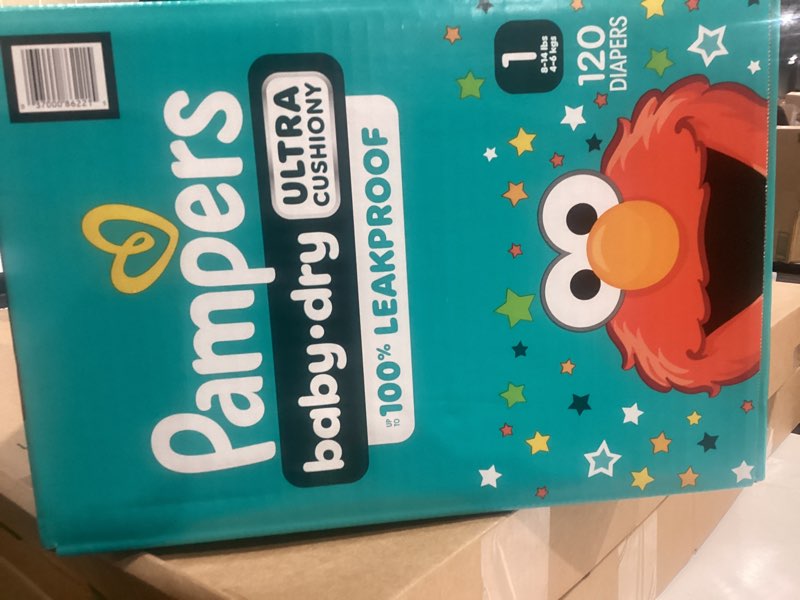 Pampers
baby·dry
ULTRA
CUSHIONY
UP
TO
100% LEAKPROOF
1
8-14 lbs
4-6 kgs
120
DIAPERS